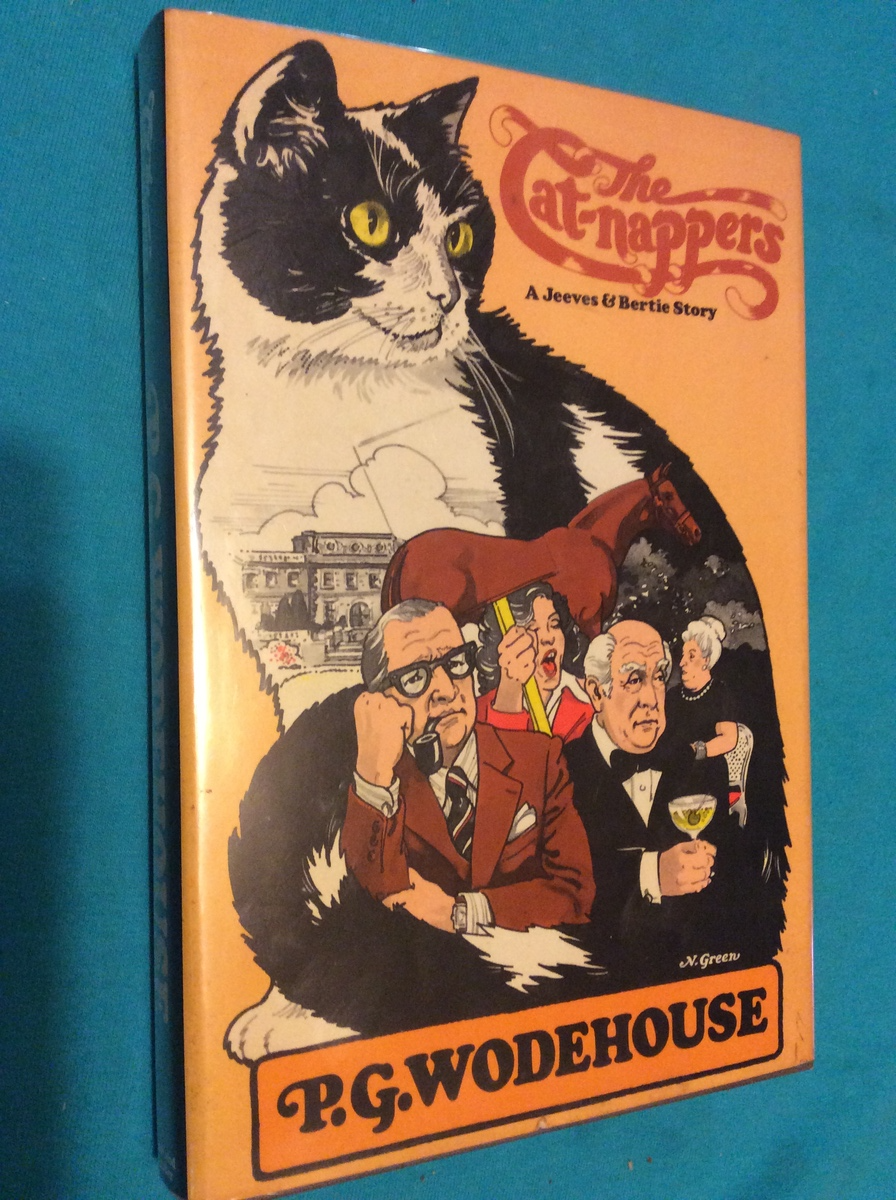 The
Cat-nappers
A Jeeves & Bertie Story
N. Green
P.G. WODEHOUSE